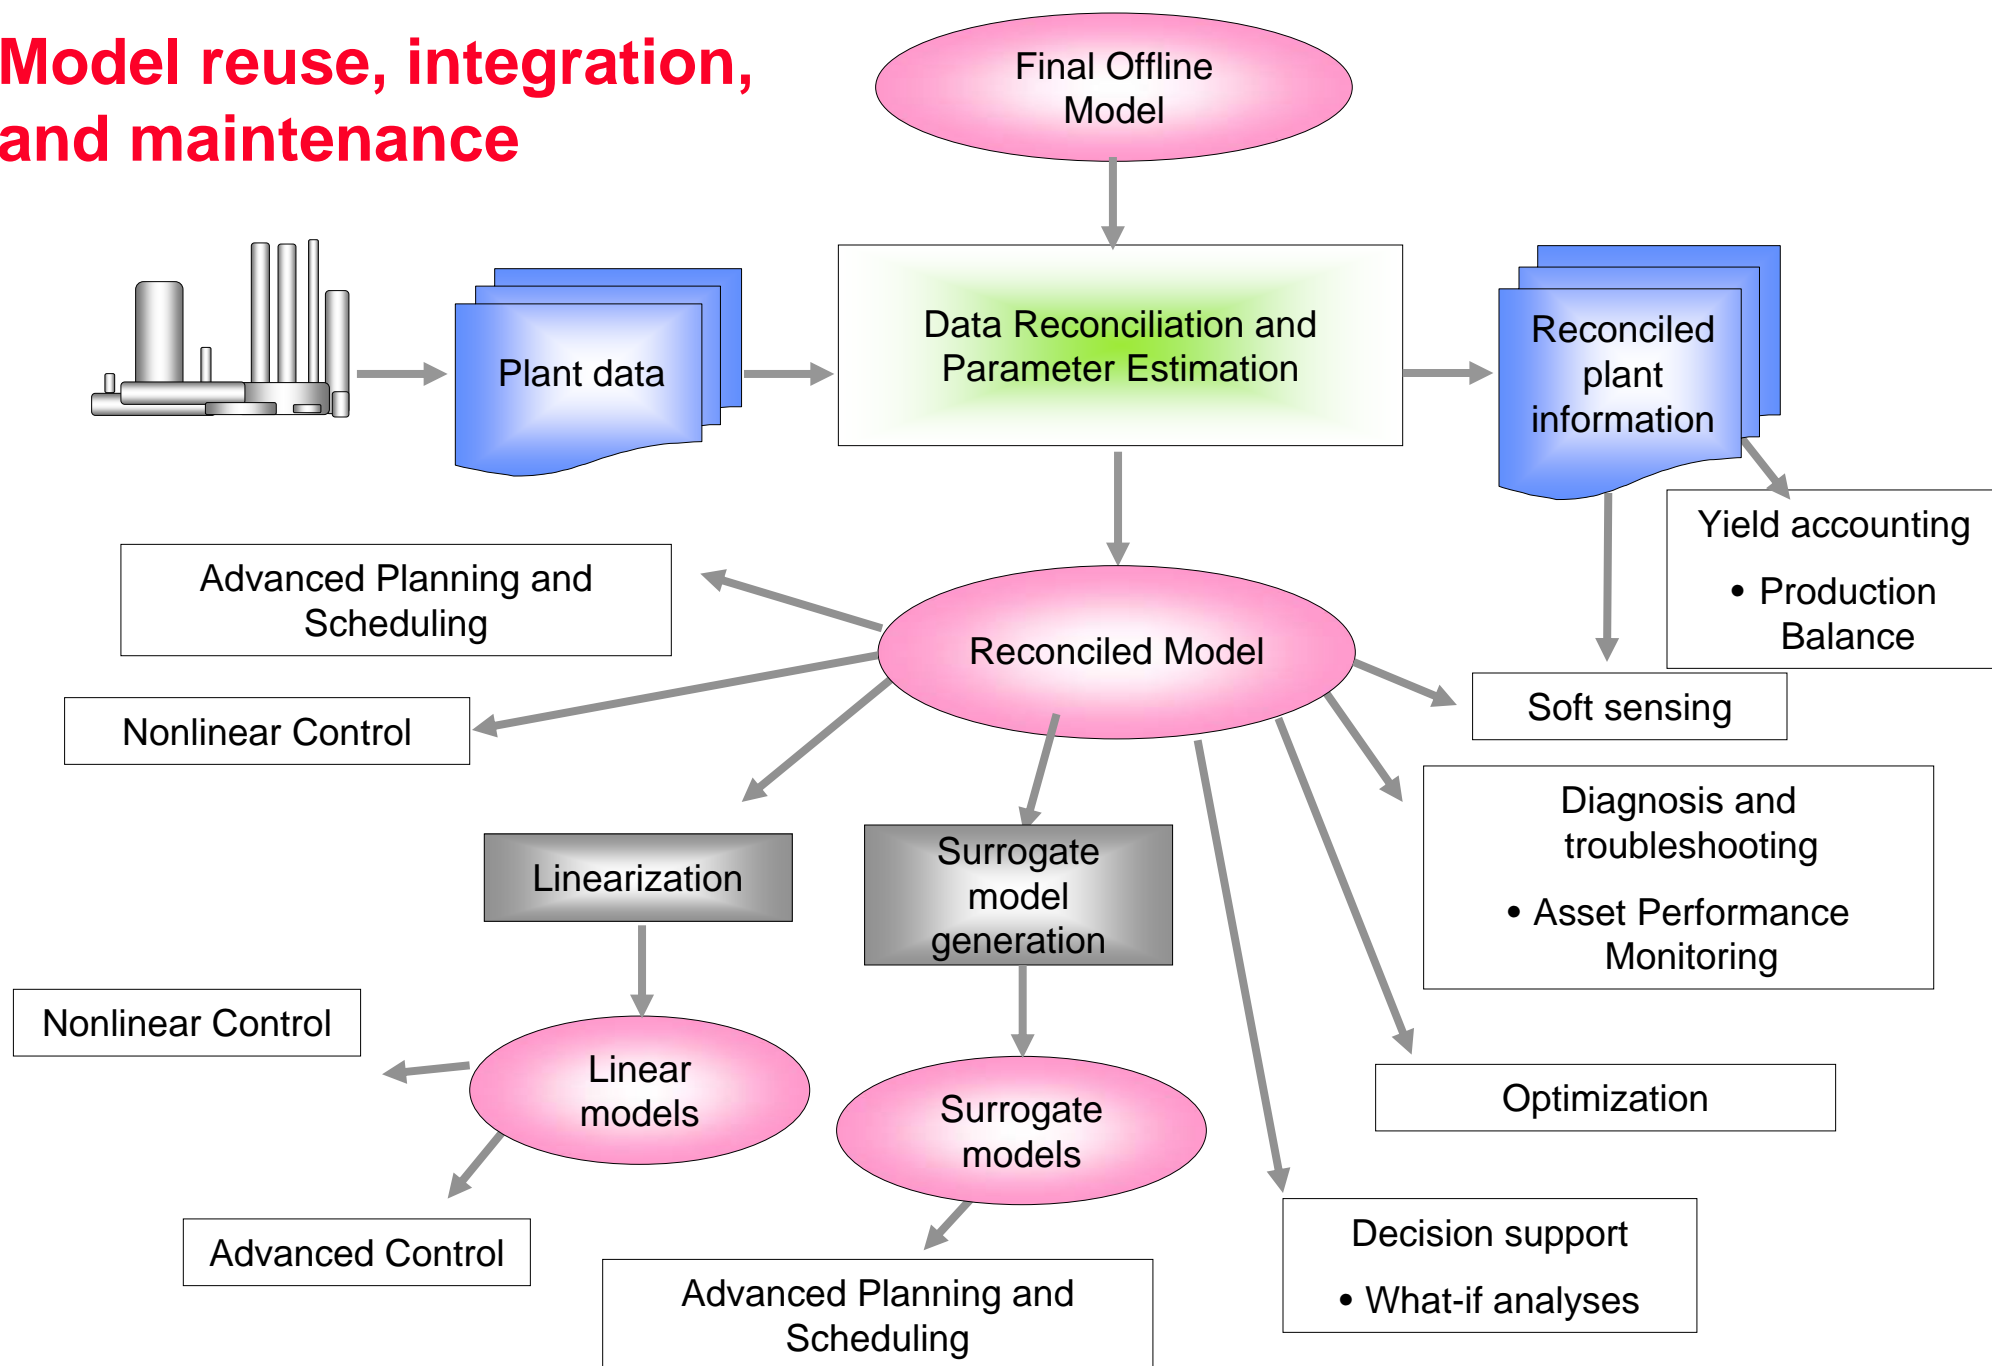 Model reuse, integration,
and maintenance
Final Offline
Model
Plant data
Data Reconciliation and
Parameter Estimation
Reconciled
plant
information
Yield accounting
• Production
Balance
Advanced Planning and
Scheduling
Reconciled Model
Soft sensing
Nonlinear Control
Diagnosis and
troubleshooting
• Asset Performance
Monitoring
Linearization
Surrogate
model
generation
Nonlinear Control
Linear
models
Surrogate
models
Optimization
Advanced Control
Decision support
• What-if analyses
Advanced Planning and
Scheduling